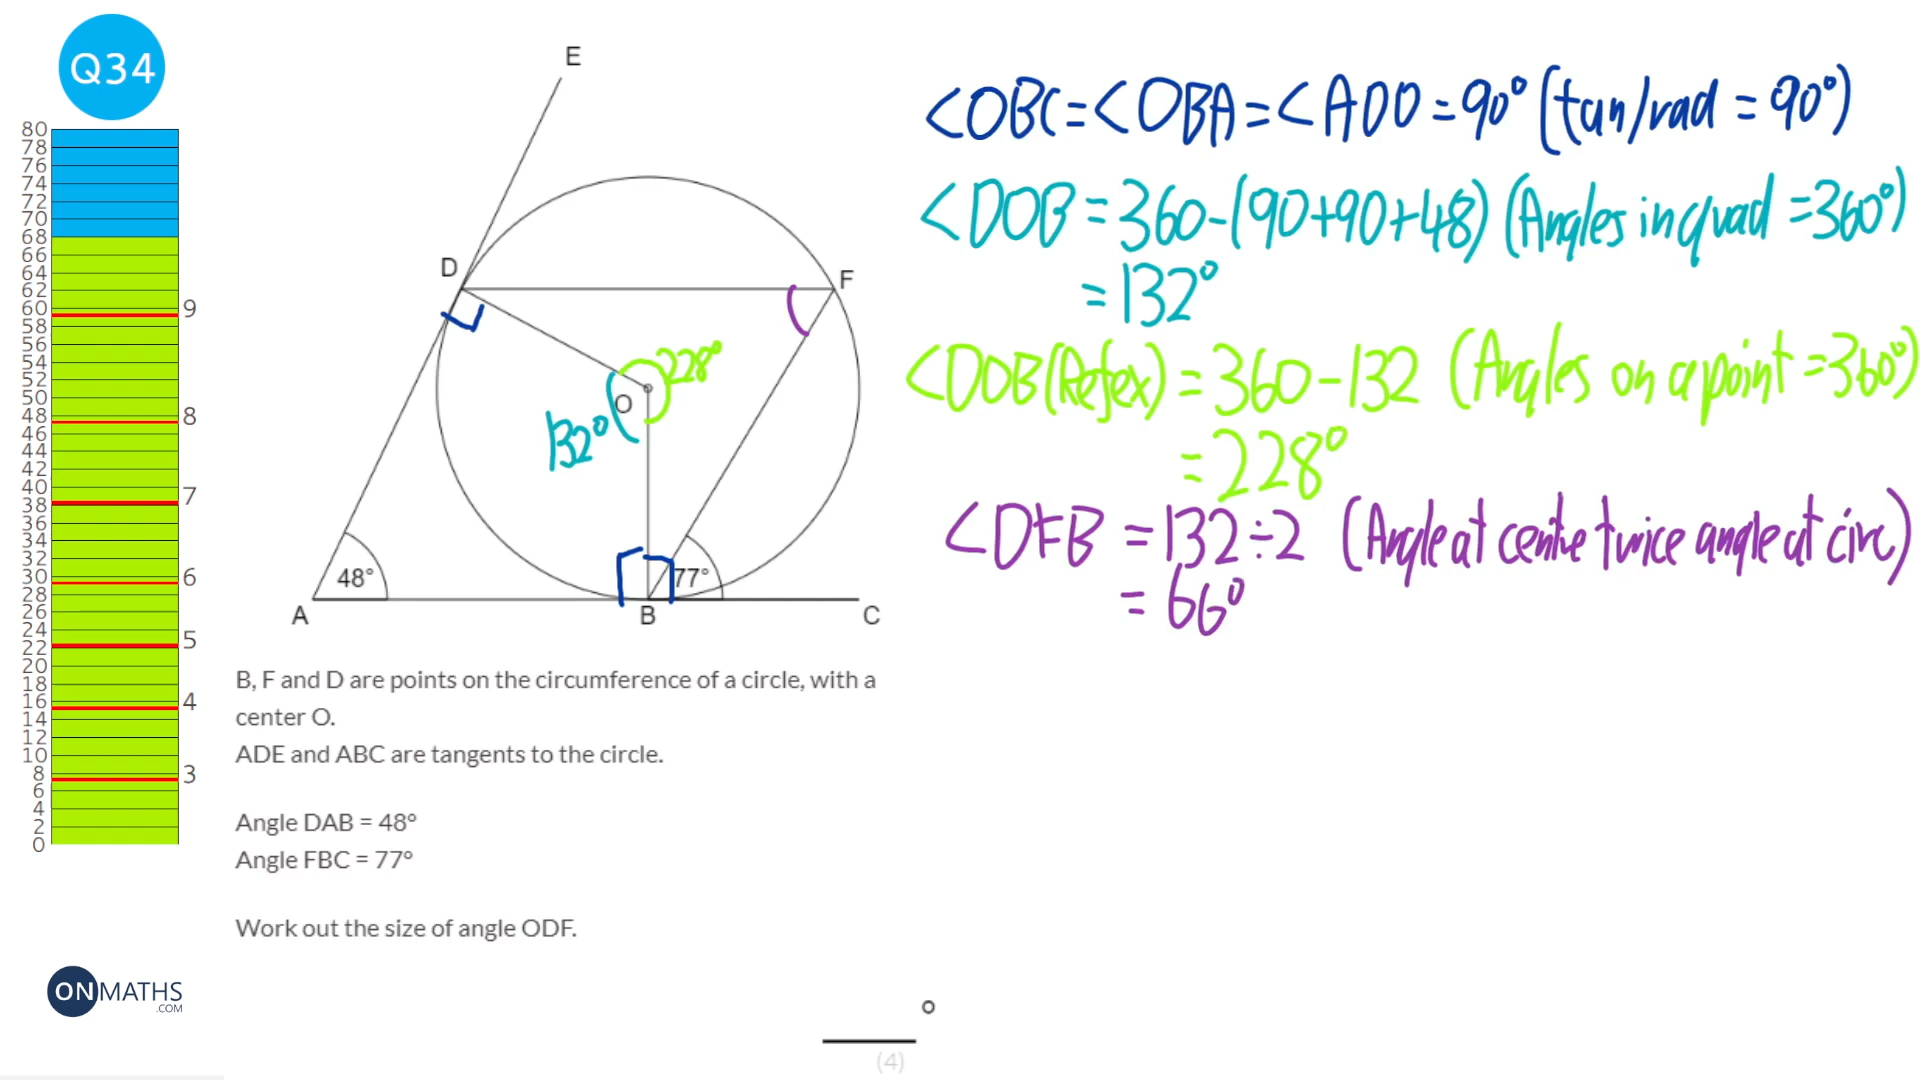 Q34
80
78
76
74
72
70
68
66
64
62
60
58
56
54
52
50
48
46
44
42
40
38
36
34
32
30
28
26
24
22
20
18
16
14
12
10
8
6
4
2
0
9
8
7
6
5
4
3
E
D
F
O
228°
132°
48°
77°
A
B
C
∠OBC = ∠OBA = ∠ADO = 90° (tan/rad = 90°)
∠DOB = 360-(90+90+48) (Angles in quad = 360°)
= 132°
∠DOB (Refex) = 360-132 (Angles on a point = 360°)
= 228°
∠DFB = 132÷2 (Angle at centre twice angle at circ)
= 66°
B, F and D are points on the circumference of a circle, with a
center O.
ADE and ABC are tangents to the circle.
Angle DAB = 48°
Angle FBC = 77°
Work out the size of angle ODF.
°
(4)
ONMATHS
.COM